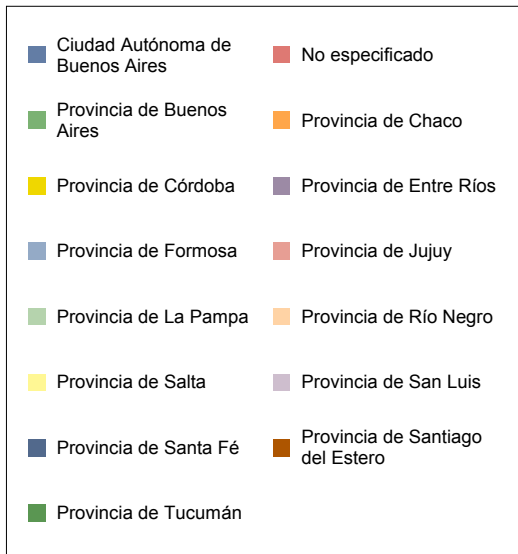 Ciudad Autónoma de
Buenos Aires
No especificado
Provincia de Buenos
Aires
Provincia de Chaco
Provincia de Córdoba
Provincia de Entre Ríos
Provincia de Formosa
Provincia de Jujuy
Provincia de La Pampa
Provincia de Río Negro
Provincia de Salta
Provincia de San Luis
Provincia de Santa Fé
Provincia de Santiago
del Estero
Provincia de Tucumán